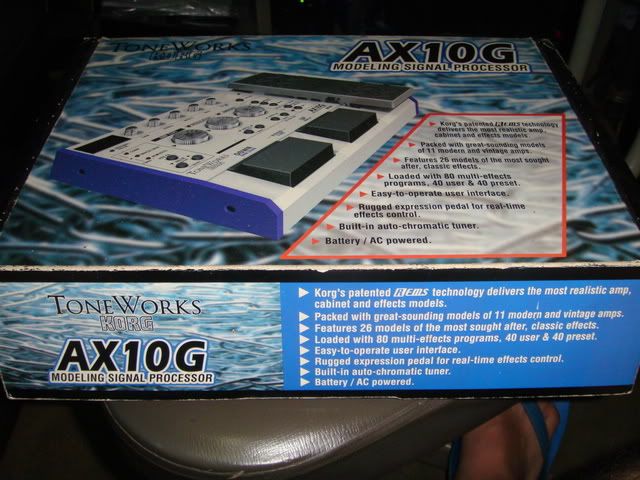 TONEWORKS
KORG
AX10G
MODELING SIGNAL PROCESSOR
▶ Korg's patented REMS technology
delivers the most realistic amp,
cabinet and effects models.
▶ Packed with great-sounding models
of 11 modern and vintage amps.
▶ Features 26 models of the most sought
after, classic effects.
▶ Loaded with 80 multi-effects
programs, 40 user & 40 preset.
▶ Easy-to-operate user interface.
▶ Rugged expression pedal for real-time
effects control.
▶ Built-in auto-chromatic tuner.
▶ Battery / AC powered.
TONEWORKS
TONEWORKS
KORG
AX10G
MODELING SIGNAL PROCESSOR
▶ Korg's patented REMS technology delivers the most realistic amp,
cabinet and effects models.
▶ Packed with great-sounding models of 11 modern and vintage amps.
▶ Features 26 models of the most sought after, classic effects.
▶ Loaded with 80 multi-effects programs, 40 user & 40 preset.
▶ Easy-to-operate user interface.
▶ Rugged expression pedal for real-time effects control.
▶ Built-in auto-chromatic tuner.
▶ Battery / AC powered.